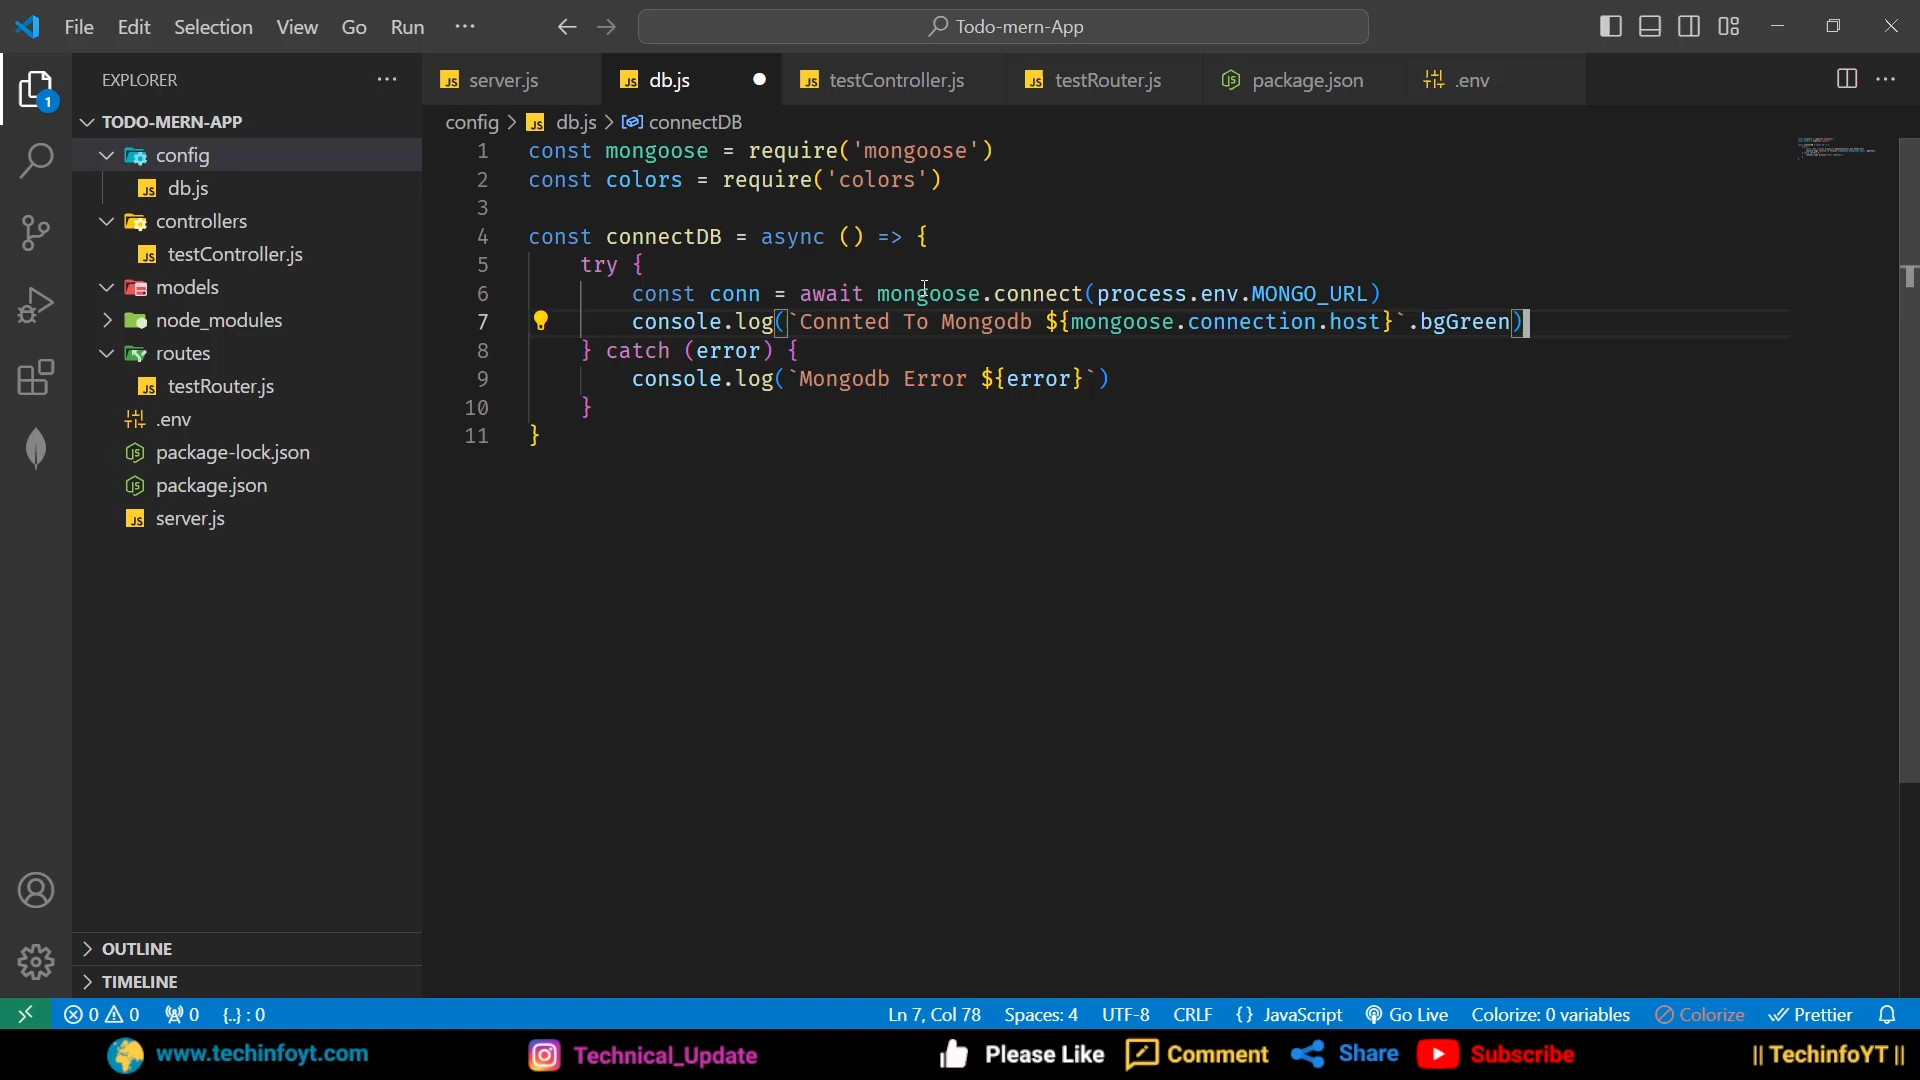 File Edit Selection View Go Run ··· Todo-mern-App
EXPLORER ···
server.js db.js testController.js testRouter.js package.json .env
1
TODO-MERN-APP
config
db.js
controllers
testController.js
models
node_modules
routes
testRouter.js
.env
package-lock.json
package.json
server.js
OUTLINE
TIMELINE
config > JS db.js > connectDB
1 const mongoose = require('mongoose')
2 const colors = require('colors')
3
4 const connectDB = async () => {
5 try {
6 const conn = await mongoose.connect(process.env.MONGO_URL)
7 console.log(`Connted To Mongodb ${mongoose.connection.host}`.bgGreen)
8 } catch (error) {
9 console.log(`Mongodb Error ${error}`)
10 }
11 }
0 0 0 {..} : 0 Ln 7, Col 78 Spaces: 4 UTF-8 CRLF {} JavaScript Go Live Colorize: 0 variables Colorize Prettier
www.techinfoyt.com Technical_Update Please Like Comment Share Subscribe || TechinfoYT ||